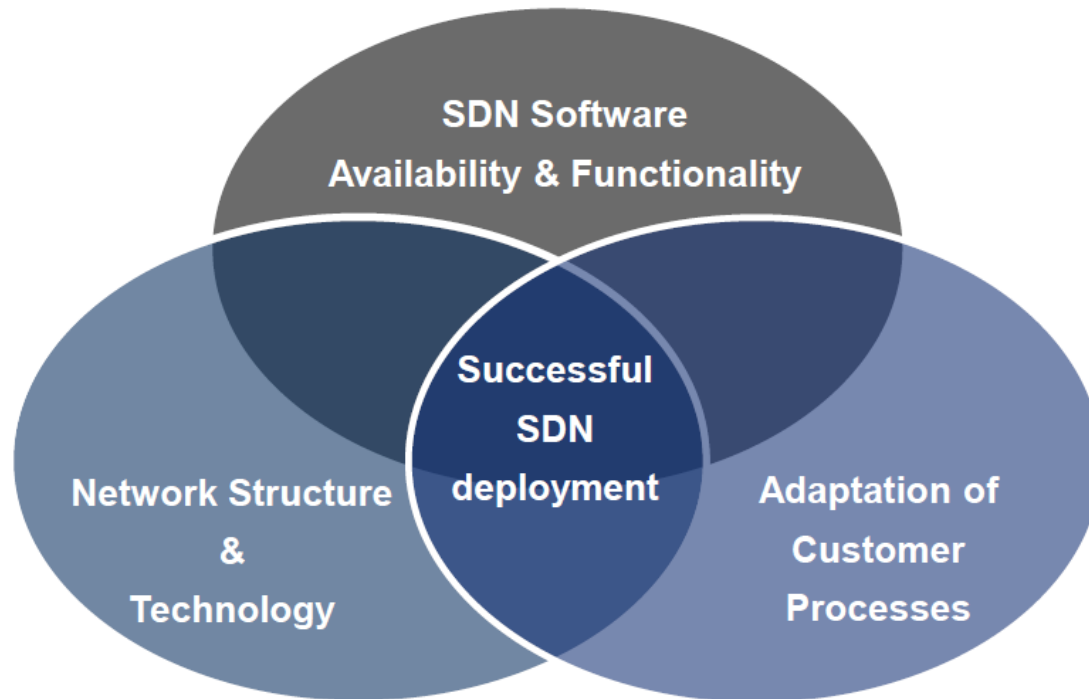 SDN Software
Availability & Functionality
Successful
SDN
deployment
Network Structure
&
Technology
Adaptation of
Customer
Processes